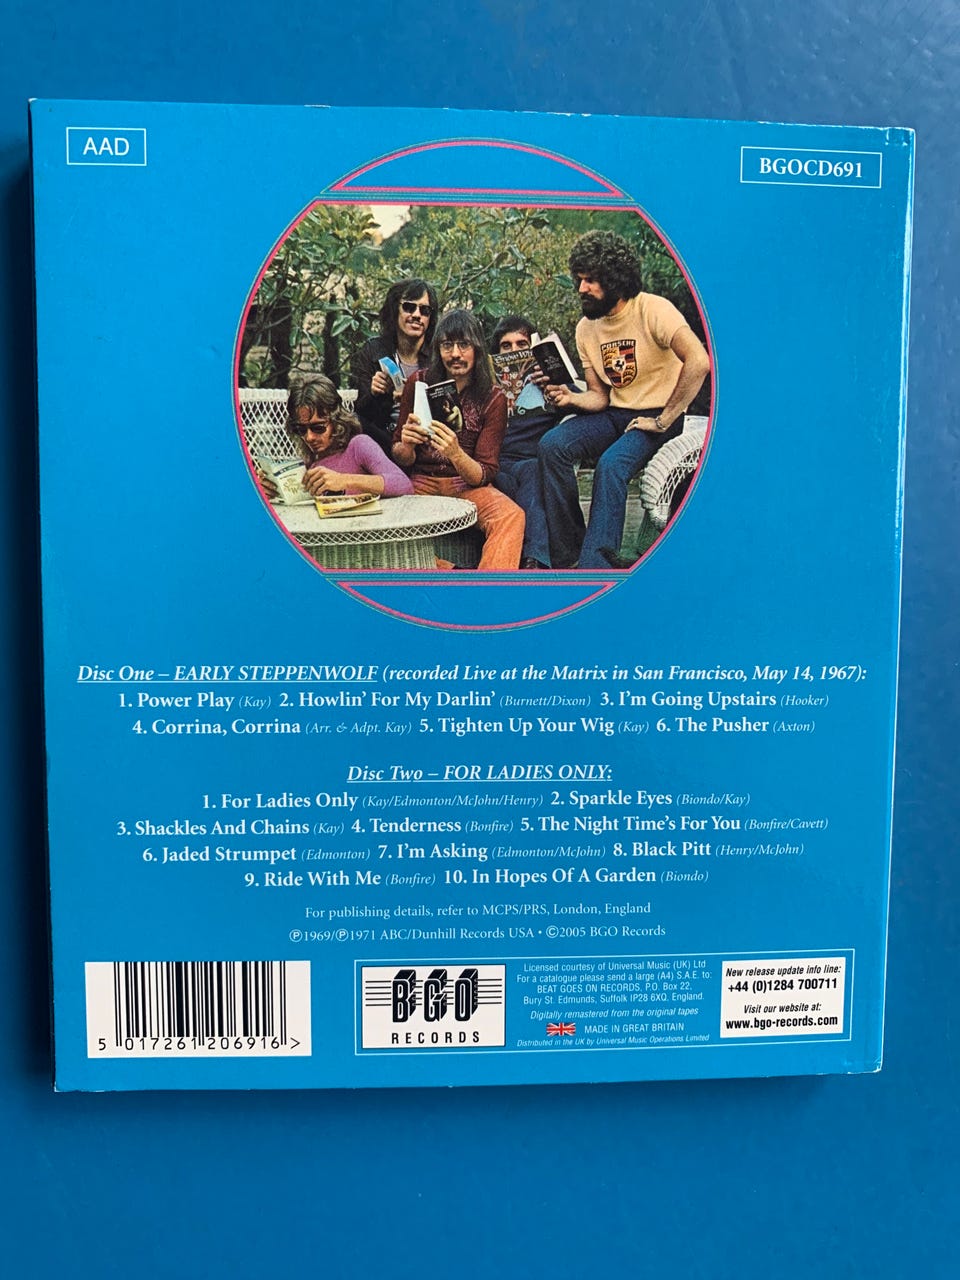 AAD
BGOCD691
PORSCHE
Disc One – EARLY STEPPENWOLF (recorded Live at the Matrix in San Francisco, May 14, 1967):
1. Power Play (Kay) 2. Howlin' For My Darlin' (Burnett/Dixon) 3. I'm Going Upstairs (Hooker)
4. Corrina, Corrina (Arr. & Adpt. Kay) 5. Tighten Up Your Wig (Kay) 6. The Pusher (Axton)
Disc Two – FOR LADIES ONLY:
1. For Ladies Only (Kay/Edmonton/McJohn/Henry) 2. Sparkle Eyes (Biondo/Kay)
3. Shackles And Chains (Kay) 4. Tenderness (Bonfire) 5. The Night Time's For You (Bonfire/Cavett)
6. Jaded Strumpet (Edmonton) 7. I'm Asking (Edmonton/McJohn) 8. Black Pitt (Henry/McJohn)
9. Ride With Me (Bonfire) 10. In Hopes Of A Garden (Biondo)
For publishing details, refer to MCPS/PRS, London, England
℗1969/℗1971 ABC/Dunhill Records USA • ©2005 BGO Records
5 017261 206916 >
BGO
RECORDS
Licensed courtesy of Universal Music (UK) Ltd
For a catalogue please send a large (A4) S.A.E. to:
BEAT GOES ON RECORDS, P.O. Box 22,
Bury St. Edmunds, Suffolk IP28 6XQ, England.
Digitally remastered from the original tapes
MADE IN GREAT BRITAIN
Distributed in the UK by Universal Music Operations Limited
New release update info line:
+44 (0)1284 700711
Visit our website at:
www.bgo-records.com